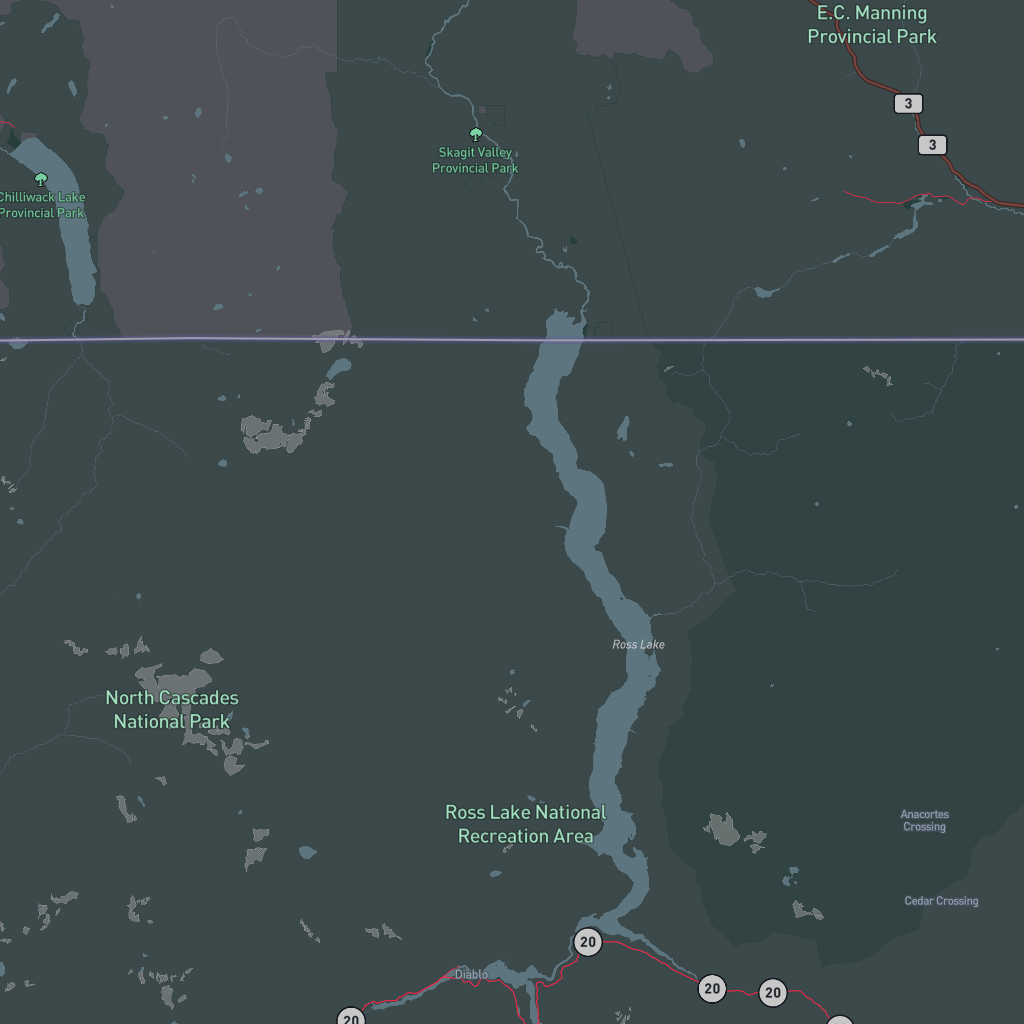 E.C. Manning
Provincial Park
3
3
Skagit Valley
Provincial Park
Chilliwack Lake
Provincial Park
Ross Lake
North Cascades
National Park
Ross Lake National
Recreation Area
Anacortes
Crossing
Cedar Crossing
20
Diablo
20
20
20